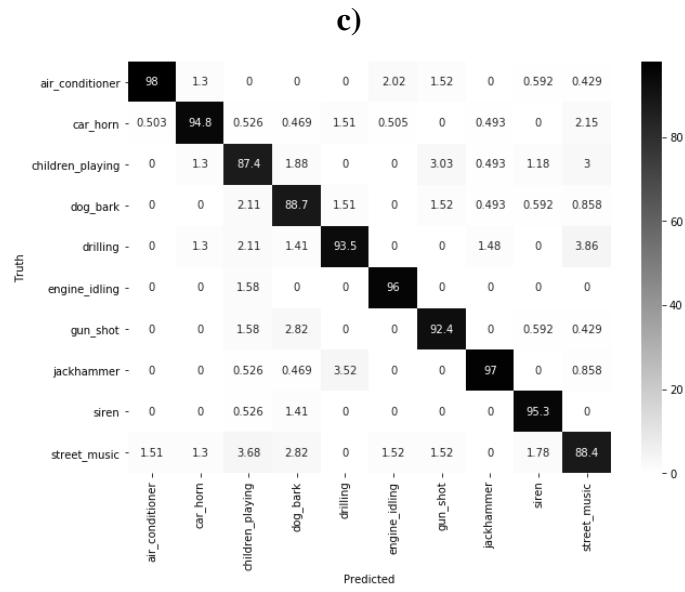 c)
air_conditioner 98 1.3 0 0 0 2.02 1.52 0 0.592 0.429
car_horn 0.503 94.8 0.526 0.469 1.51 0.505 0 0.493 0 2.15
children_playing 0 1.3 87.4 1.88 0 0 3.03 0.493 1.18 3
dog_bark 0 0 2.11 88.7 1.51 0 1.52 0.493 0.592 0.858
drilling 0 1.3 2.11 1.41 93.5 0 0 1.48 0 3.86
engine_idling 0 0 1.58 0 0 96 0 0 0 0
gun_shot 0 0 1.58 2.82 0 0 92.4 0 0.592 0.429
jackhammer 0 0 0.526 0.469 3.52 0 0 97 0 0.858
siren 0 0 0.526 1.41 0 0 0 0 95.3 0
street_music 1.51 1.3 3.68 2.82 0 1.52 1.52 0 1.78 88.4
Truth
air_conditioner car_horn children_playing dog_bark drilling engine_idling gun_shot jackhammer siren street_music
Predicted
80
60
40
20
0